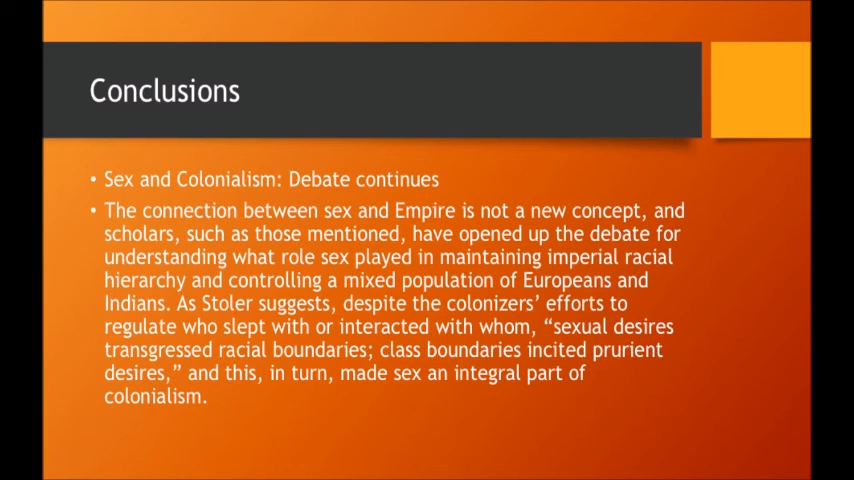 Conclusions
• Sex and Colonialism: Debate continues
• The connection between sex and Empire is not a new concept, and
scholars, such as those mentioned, have opened up the debate for
understanding what role sex played in maintaining imperial racial
hierarchy and controlling a mixed population of Europeans and
Indians. As Stoler suggests, despite the colonizers’ efforts to
regulate who slept with or interacted with whom, “sexual desires
transgressed racial boundaries; class boundaries incited prurient
desires,” and this, in turn, made sex an integral part of
colonialism.